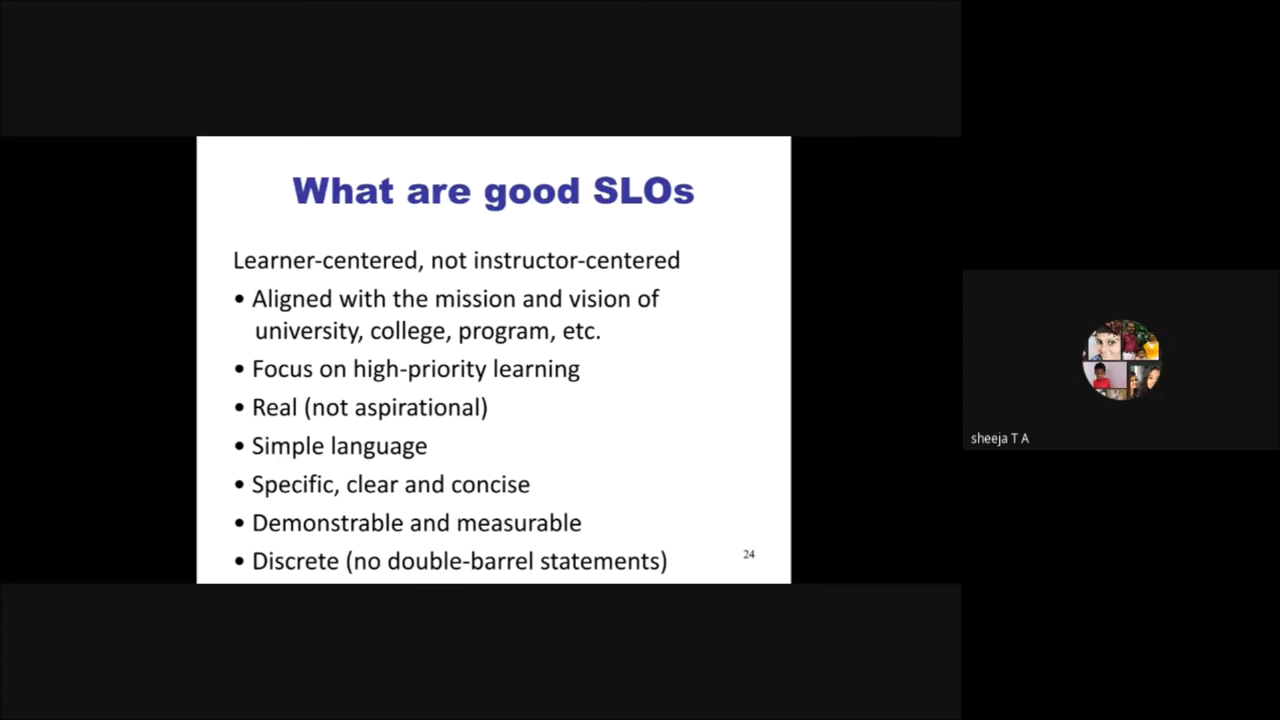 What are good SLOs
Learner-centered, not instructor-centered
• Aligned with the mission and vision of
university, college, program, etc.
• Focus on high-priority learning
• Real (not aspirational)
• Simple language
• Specific, clear and concise
• Demonstrable and measurable
• Discrete (no double-barrel statements)
24
sheeja T A